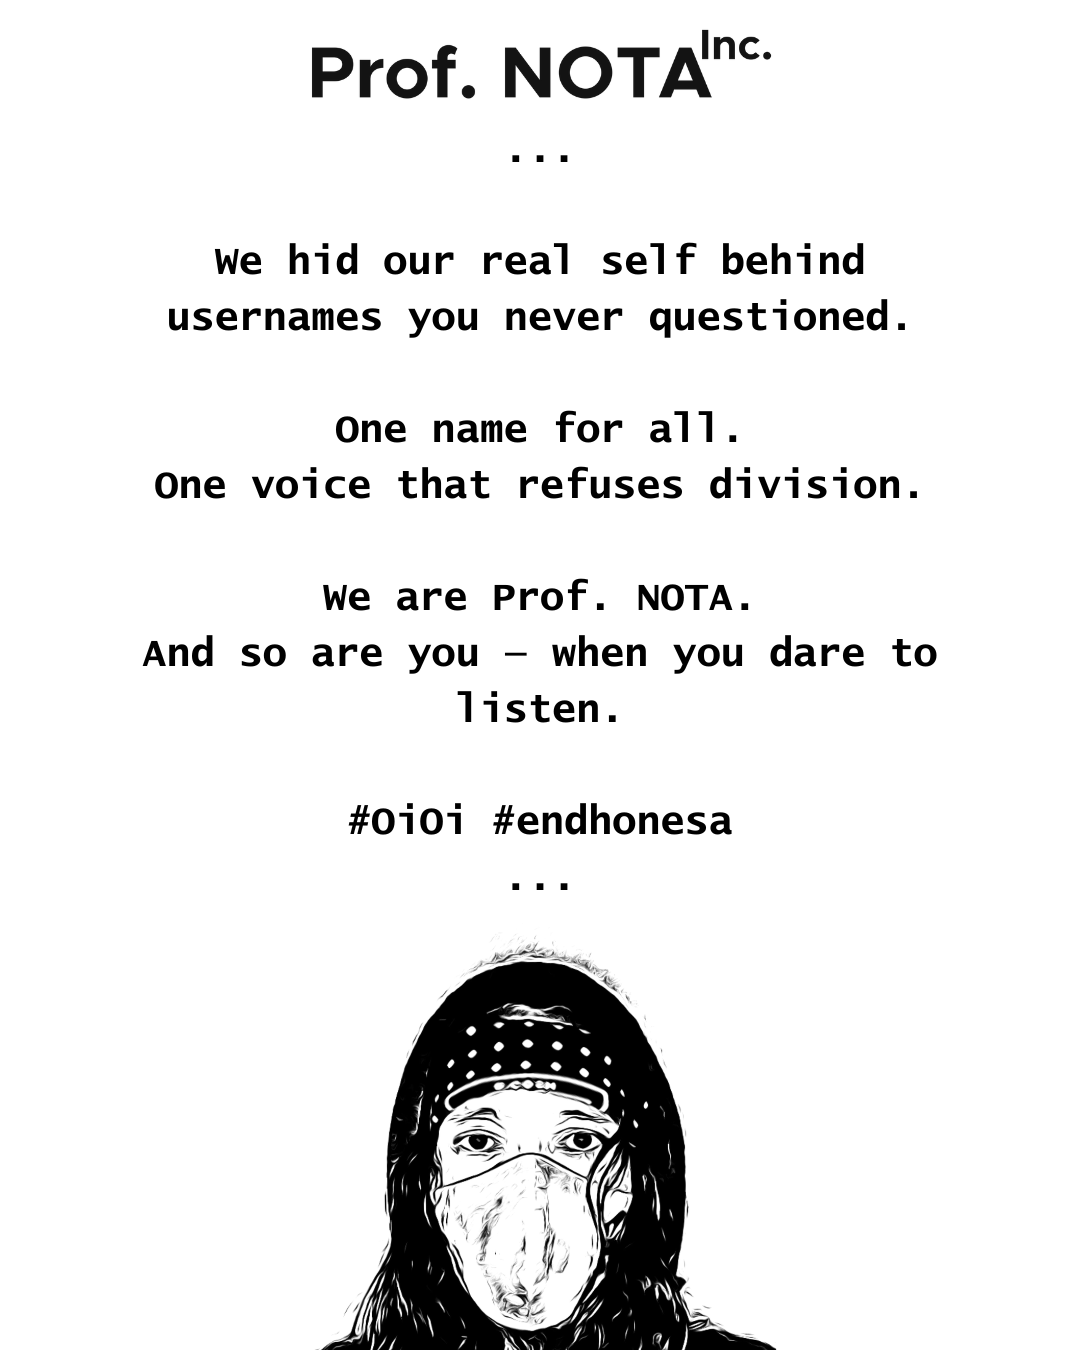 Prof. NOTA Inc.
...
We hid our real self behind
usernames you never questioned.
One name for all.
One voice that refuses division.
We are Prof. NOTA.
And so are you — when you dare to
listen.
#OiOi #endhonesa
...